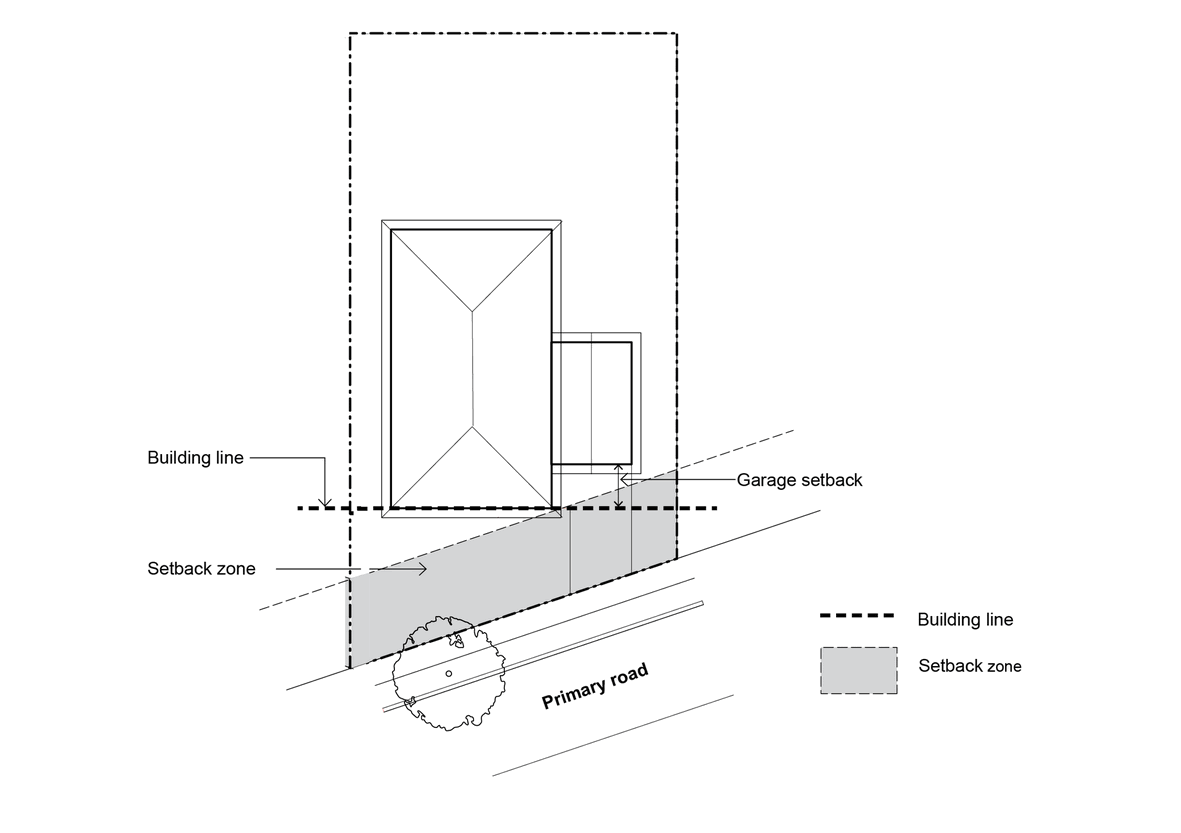 Building line
Garage setback
Setback zone
Building line
Setback zone
Primary road